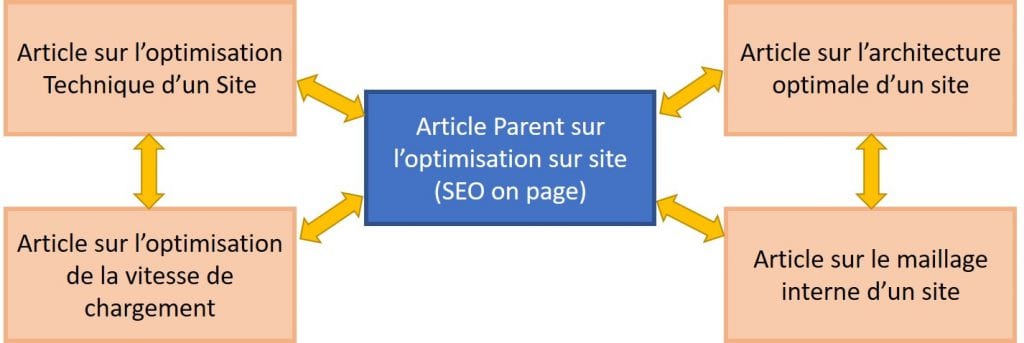 Article sur l’optimisation
Technique d’un Site
Article Parent sur
l’optimisation sur site
(SEO on page)
Article sur l’architecture
optimale d’un site
Article sur l’optimisation
de la vitesse de
chargement
Article sur le maillage
interne d’un site